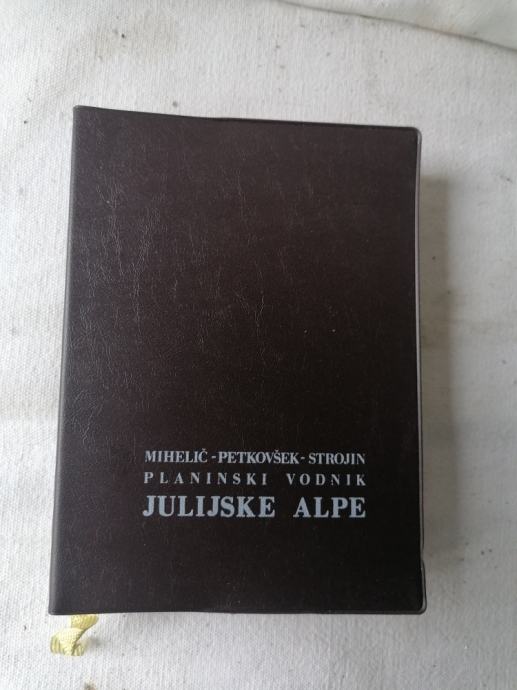 MIHELIČ-PETKOVŠEK-STROJIN
PLANINSKI VODNIK
JULIJSKE ALPE